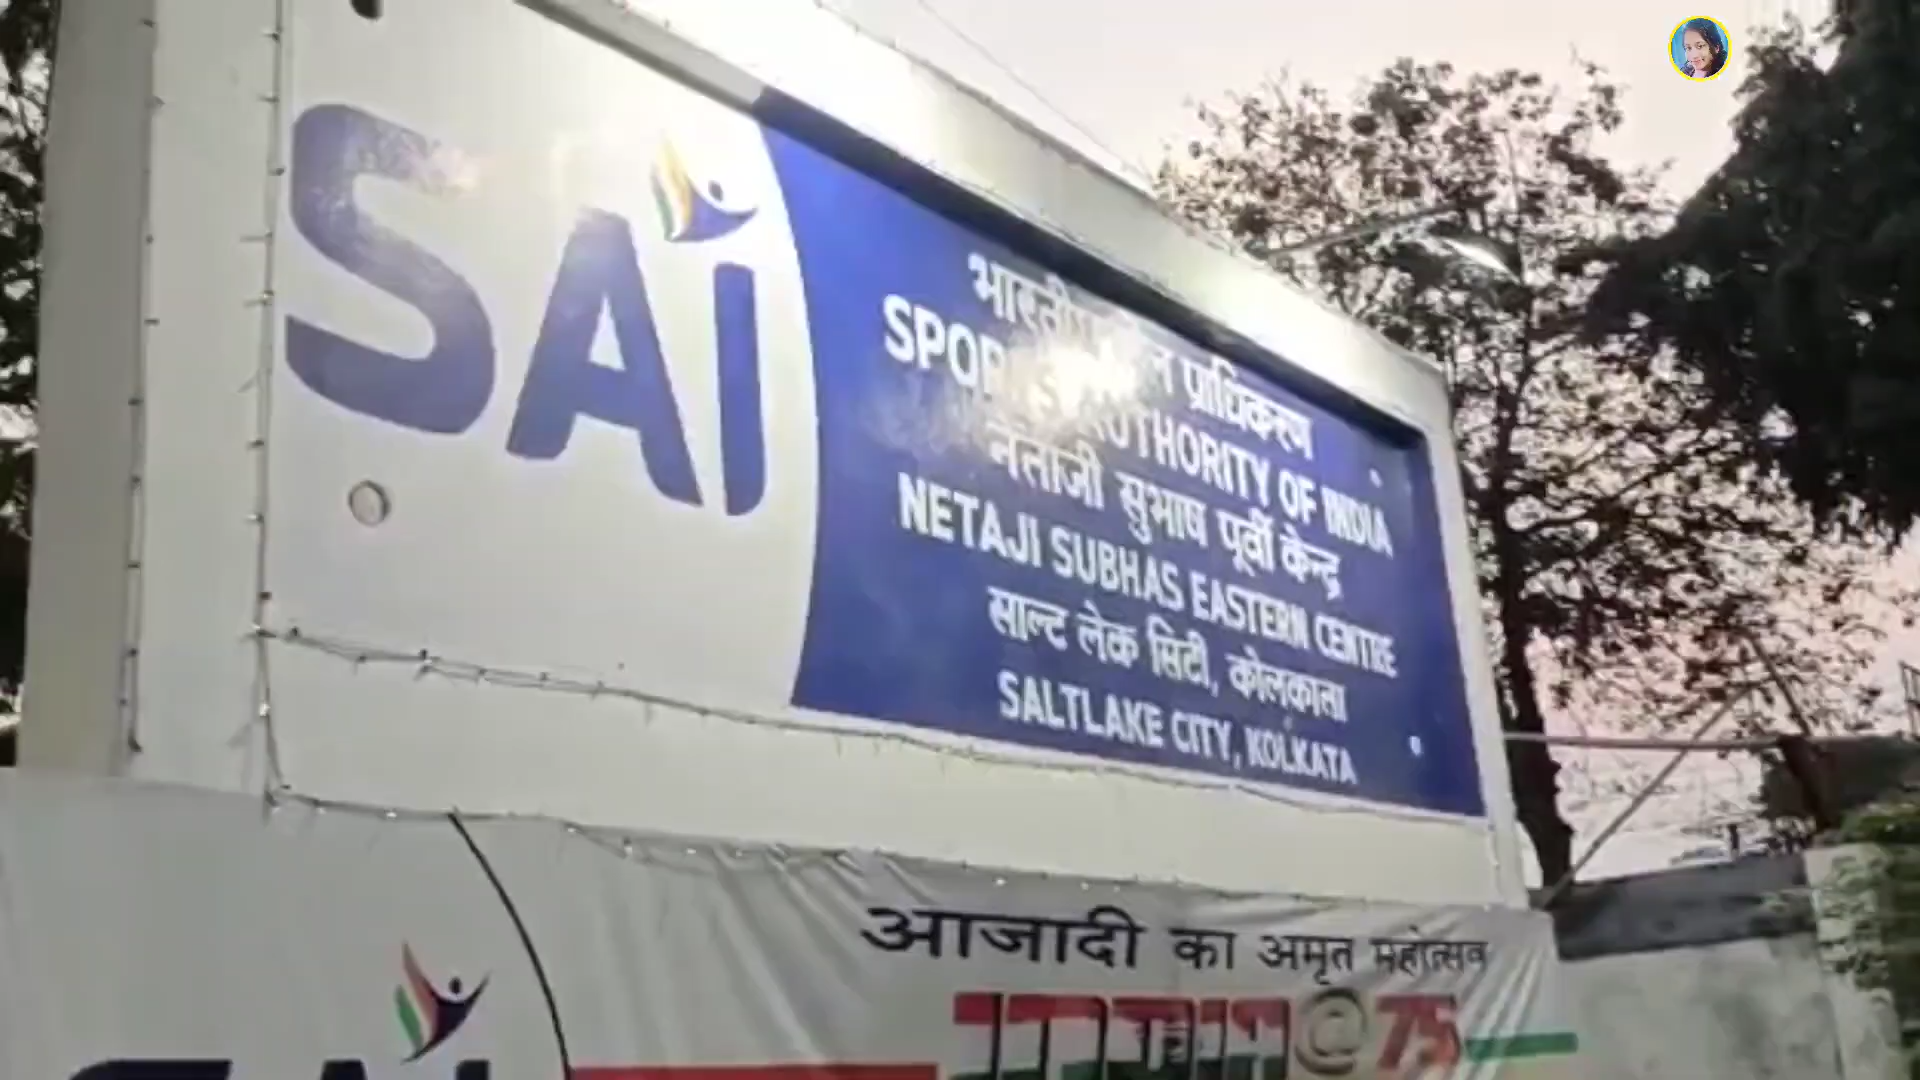 SAI
भारतीय खेल प्राधिकरण
SPORTS AUTHORITY OF INDIA
नेताजी सुभाष पूर्वी केन्द्र
NETAJI SUBHAS EASTERN CENTRE
साल्ट लेक सिटी, कोलकाता
SALTLAKE CITY, KOLKATA
आजादी का अमृत महोत्सव
@75
SAI